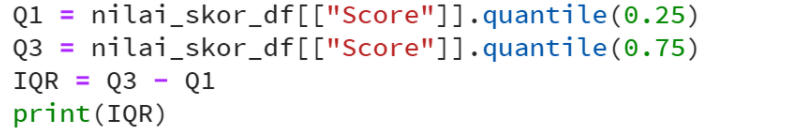 Q1 = nilai_skor_df[["Score"]].quantile(0.25)
Q3 = nilai_skor_df[["Score"]].quantile(0.75)
IQR = Q3 - Q1
print(IQR)